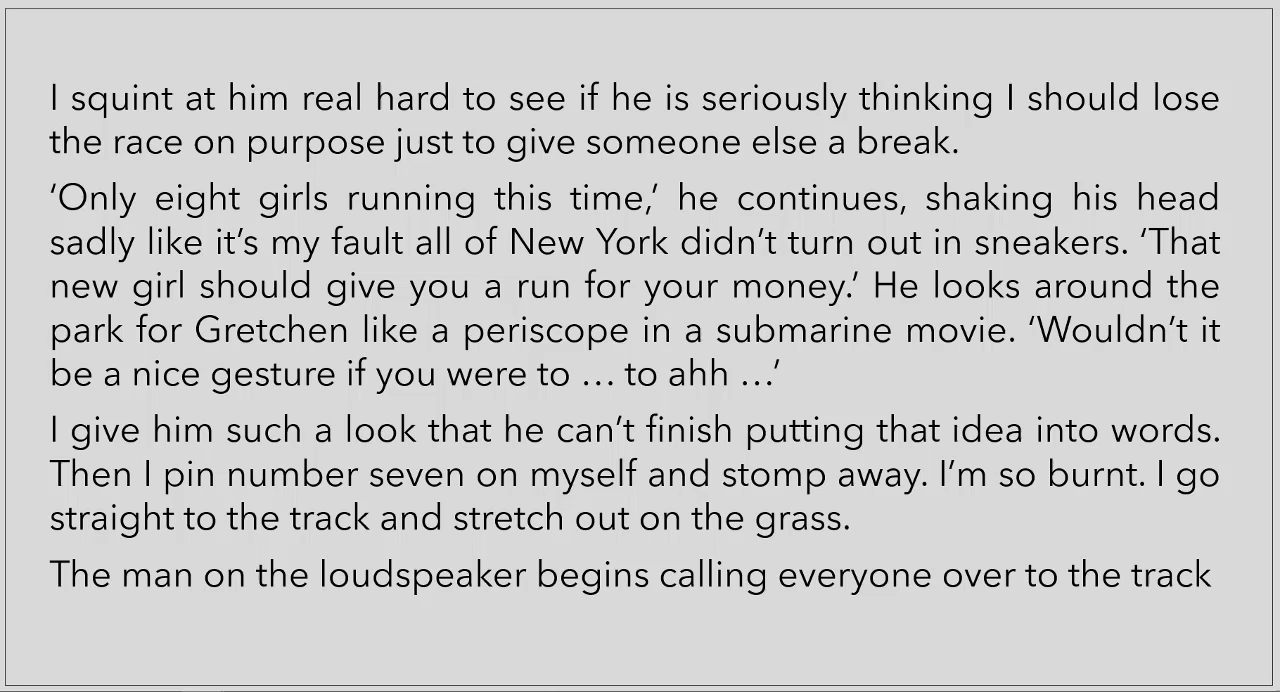 I squint at him real hard to see if he is seriously thinking I should lose
the race on purpose just to give someone else a break.
‘Only eight girls running this time,’ he continues, shaking his head
sadly like it’s my fault all of New York didn’t turn out in sneakers. ‘That
new girl should give you a run for your money.’ He looks around the
park for Gretchen like a periscope in a submarine movie. ‘Wouldn’t it
be a nice gesture if you were to … to ahh …’
I give him such a look that he can’t finish putting that idea into words.
Then I pin number seven on myself and stomp away. I’m so burnt. I go
straight to the track and stretch out on the grass.
The man on the loudspeaker begins calling everyone over to the track